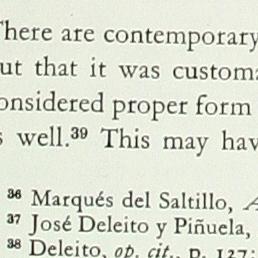 There are contemporary
ut that it was customa
onsidered proper form
s well.³⁹ This may hav
³⁶ Marqués del Saltillo, A
³⁷ José Deleito y Piñuela,
³⁸ Deleito, op. cit., p. 127;